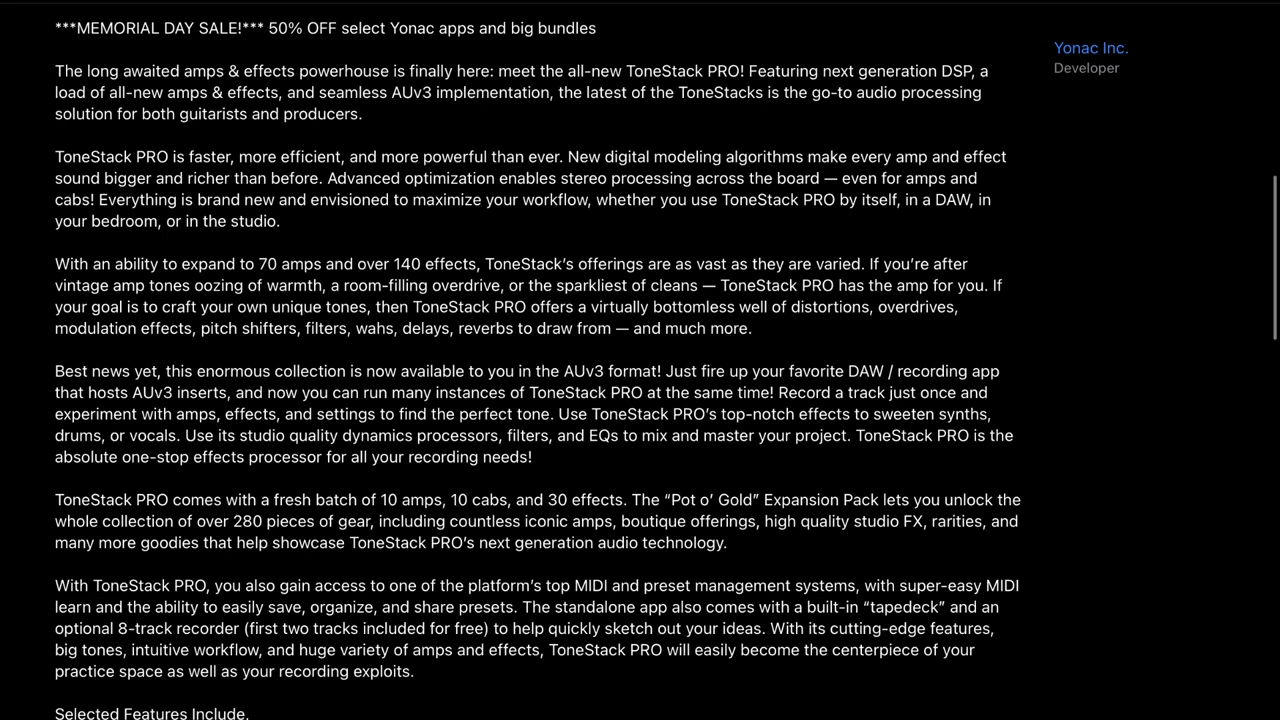 ***MEMORIAL DAY SALE!*** 50% OFF select Yonac apps and big bundles
Yonac Inc.
Developer
The long awaited amps & effects powerhouse is finally here: meet the all-new ToneStack PRO! Featuring next generation DSP, a
load of all-new amps & effects, and seamless AUv3 implementation, the latest of the ToneStacks is the go-to audio processing
solution for both guitarists and producers.
ToneStack PRO is faster, more efficient, and more powerful than ever. New digital modeling algorithms make every amp and effect
sound bigger and richer than before. Advanced optimization enables stereo processing across the board — even for amps and
cabs! Everything is brand new and envisioned to maximize your workflow, whether you use ToneStack PRO by itself, in a DAW, in
your bedroom, or in the studio.
With an ability to expand to 70 amps and over 140 effects, ToneStack’s offerings are as vast as they are varied. If you’re after
vintage amp tones oozing of warmth, a room-filling overdrive, or the sparkliest of cleans — ToneStack PRO has the amp for you. If
your goal is to craft your own unique tones, then ToneStack PRO offers a virtually bottomless well of distortions, overdrives,
modulation effects, pitch shifters, filters, wahs, delays, reverbs to draw from — and much more.
Best news yet, this enormous collection is now available to you in the AUv3 format! Just fire up your favorite DAW / recording app
that hosts AUv3 inserts, and now you can run many instances of ToneStack PRO at the same time! Record a track just once and
experiment with amps, effects, and settings to find the perfect tone. Use ToneStack PRO’s top-notch effects to sweeten synths,
drums, or vocals. Use its studio quality dynamics processors, filters, and EQs to mix and master your project. ToneStack PRO is the
absolute one-stop effects processor for all your recording needs!
ToneStack PRO comes with a fresh batch of 10 amps, 10 cabs, and 30 effects. The “Pot o’ Gold” Expansion Pack lets you unlock the
whole collection of over 280 pieces of gear, including countless iconic amps, boutique offerings, high quality studio FX, rarities, and
many more goodies that help showcase ToneStack PRO’s next generation audio technology.
With ToneStack PRO, you also gain access to one of the platform’s top MIDI and preset management systems, with super-easy MIDI
learn and the ability to easily save, organize, and share presets. The standalone app also comes with a built-in “tapedeck” and an
optional 8-track recorder (first two tracks included for free) to help quickly sketch out your ideas. With its cutting-edge features,
big tones, intuitive workflow, and huge variety of amps and effects, ToneStack PRO will easily become the centerpiece of your
practice space as well as your recording exploits.
Selected Features Include,